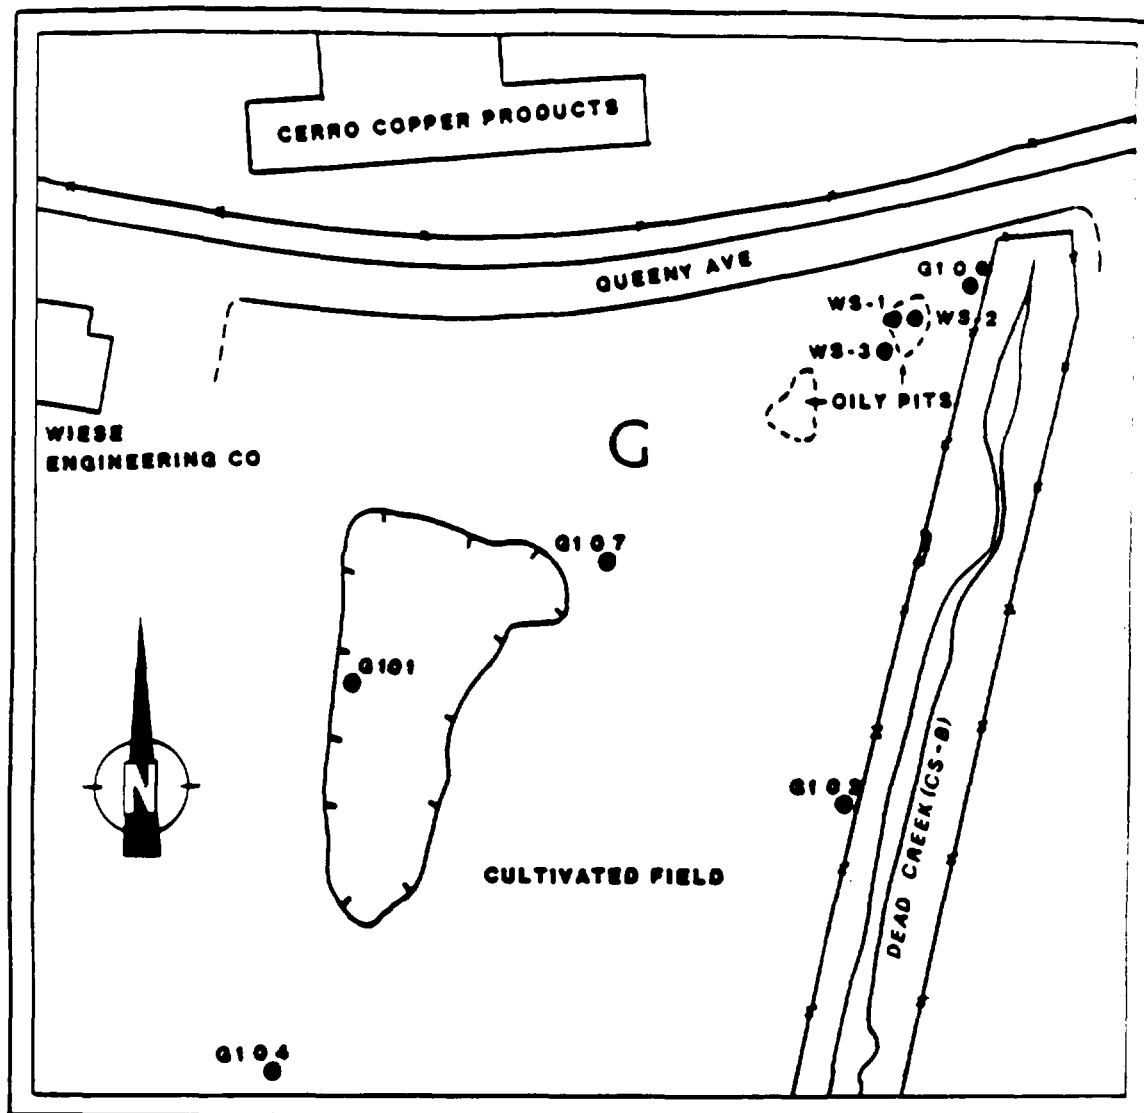 CERRO COPPER PRODUCTS
QUEENY AVE
G106
WS-1
WS-2
WS-3
OILY PITS
WIESE
ENGINEERING CO
G
G107
G101
N
G102
DEAD CREEK (CS-B)
CULTIVATED FIELD
G104